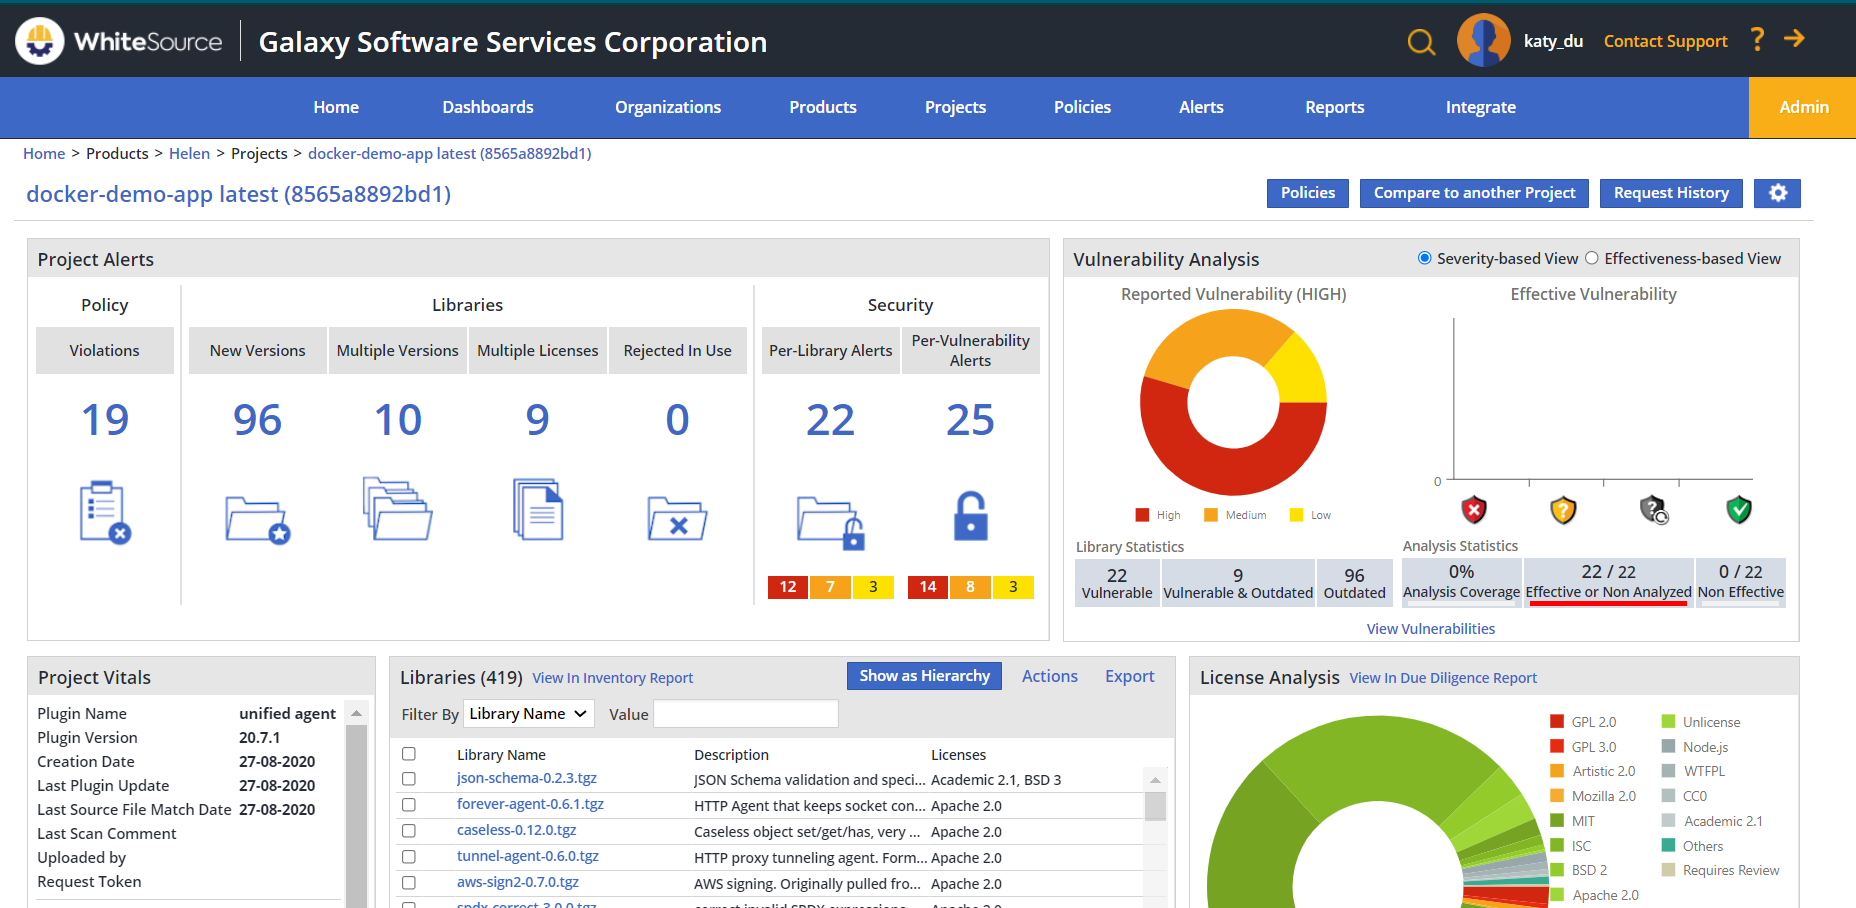 WhiteSource
Galaxy Software Services Corporation
katy_du
Contact Support
?
Home
Dashboards
Organizations
Products
Projects
Policies
Alerts
Reports
Integrate
Admin
Home > Products > Helen > Projects > docker-demo-app latest (8565a8892bd1)
docker-demo-app latest (8565a8892bd1)
Policies
Compare to another Project
Request History
Project Alerts
Policy
Libraries
Security
Violations
New Versions
Multiple Versions
Multiple Licenses
Rejected In Use
Per-Library Alerts
Per-Vulnerability
Alerts
19
96
10
9
0
22
25
12 7 3
14 8 3
Vulnerability Analysis
Severity-based View
Effectiveness-based View
Reported Vulnerability (HIGH)
High
Medium
Low
Effective Vulnerability
0
Library Statistics
22
Vulnerable
9
Vulnerable & Outdated
96
Outdated
Analysis Statistics
0%
Analysis Coverage
22 / 22
Effective or Non Analyzed
0 / 22
Non Effective
View Vulnerabilities
Project Vitals
Plugin Name unified agent
Plugin Version 20.7.1
Creation Date 27-08-2020
Last Plugin Update 27-08-2020
Last Source File Match Date 27-08-2020
Last Scan Comment
Uploaded by
Request Token
Libraries (419) View In Inventory Report
Show as Hierarchy
Actions
Export
Filter By Library Name Value
Library Name Description Licenses
json-schema-0.2.3.tgz JSON Schema validation and speci... Academic 2.1, BSD 3
forever-agent-0.6.1.tgz HTTP Agent that keeps socket con... Apache 2.0
caseless-0.12.0.tgz Caseless object set/get/has, very ... Apache 2.0
tunnel-agent-0.6.0.tgz HTTP proxy tunneling agent. Form... Apache 2.0
aws-sign2-0.7.0.tgz AWS signing. Originally pulled fro... Apache 2.0
spdx-correct-3.0.0.tgz correct invalid SPDX expressions Apache 2.0
License Analysis View In Due Diligence Report
GPL 2.0
GPL 3.0
Artistic 2.0
Mozilla 2.0
MIT
ISC
BSD 2
Apache 2.0
Unlicense
Node.js
WTFPL
CC0
Academic 2.1
Others
Requires Review